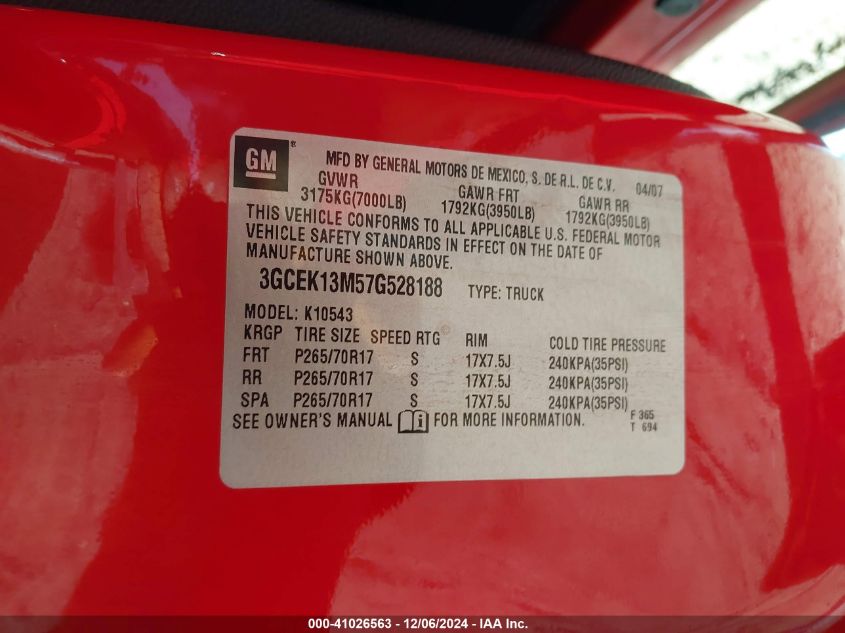 GM ® MFD BY GENERAL MOTORS DE MEXICO, S. DE R.L. DE C.V. 04/07
GVWR GAWR FRT GAWR RR
3175KG(7000LB) 1792KG(3950LB) 1792KG(3950LB)
THIS VEHICLE CONFORMS TO ALL APPLICABLE U.S. FEDERAL MOTOR
VEHICLE SAFETY STANDARDS IN EFFECT ON THE DATE OF
MANUFACTURE SHOWN ABOVE.
3GCEK13M57G528188 TYPE: TRUCK
MODEL: K10543
KRGP TIRE SIZE SPEED RTG RIM COLD TIRE PRESSURE
FRT P265/70R17 S 17X7.5J 240KPA(35PSI)
RR P265/70R17 S 17X7.5J 240KPA(35PSI)
SPA P265/70R17 S 17X7.5J 240KPA(35PSI)
SEE OWNER'S MANUAL i FOR MORE INFORMATION. F 365
T 694
000-41026563 - 12/06/2024 - IAA Inc.